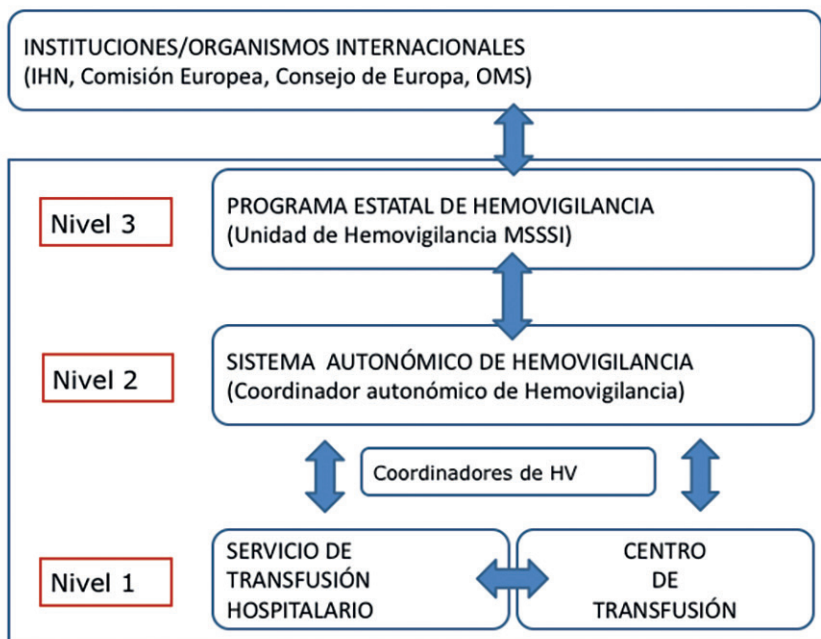 INSTITUCIONES/ORGANISMOS INTERNACIONALES
(IHN, Comisión Europea, Consejo de Europa, OMS)
Nivel 3
PROGRAMA ESTATAL DE HEMOVIGILANCIA
(Unidad de Hemovigilancia MSSSI)
Nivel 2
SISTEMA AUTONÓMICO DE HEMOVIGILANCIA
(Coordinador autonómico de Hemovigilancia)
Coordinadores de HV
Nivel 1
SERVICIO DE
TRANSFUSIÓN
HOSPITALARIO
CENTRO
DE
TRANSFUSIÓN